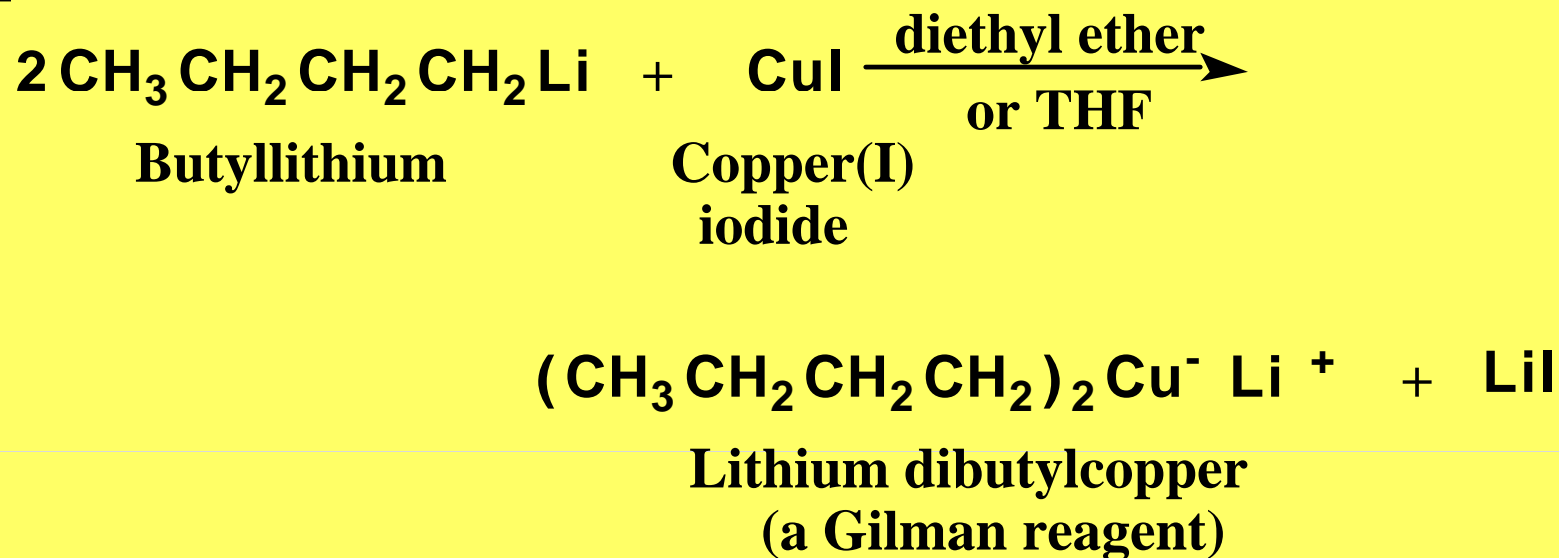 diethyl ether
2 CH3 CH2 CH2 CH2 Li + CuI
or THF
Butyllithium Copper(I)
iodide
(CH3 CH2 CH2 CH2 )2 Cu- Li + + LiI
Lithium dibutylcopper
(a Gilman reagent)